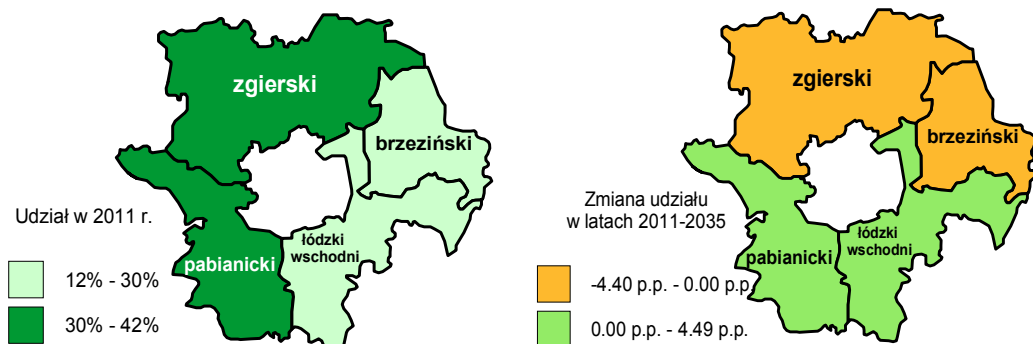 zgierski
brzeziński
Udział w 2011 r.
łódzki
wschodni
pabianicki
12% - 30%
30% - 42%
zgierski
brzeziński
Zmiana udziału
w latach 2011-2035
łódzki
wschodni
pabianicki
-4.40 p.p. - 0.00 p.p.
0.00 p.p. - 4.49 p.p.